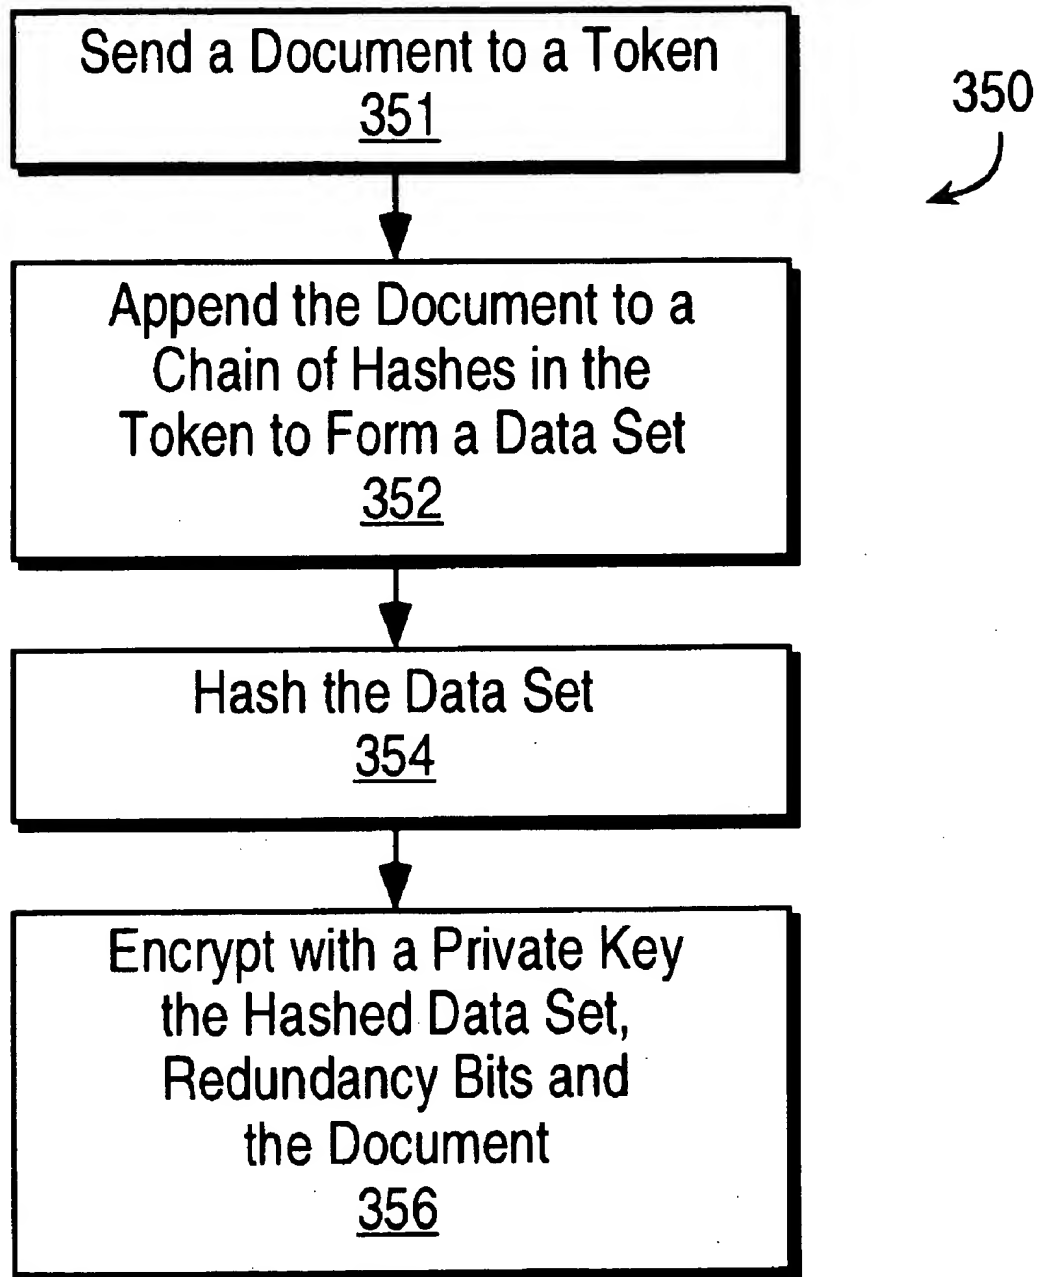 Send a Document to a Token
351
350
Append the Document to a
Chain of Hashes in the
Token to Form a Data Set
352
Hash the Data Set
354
Encrypt with a Private Key
the Hashed Data Set,
Redundancy Bits and
the Document
356